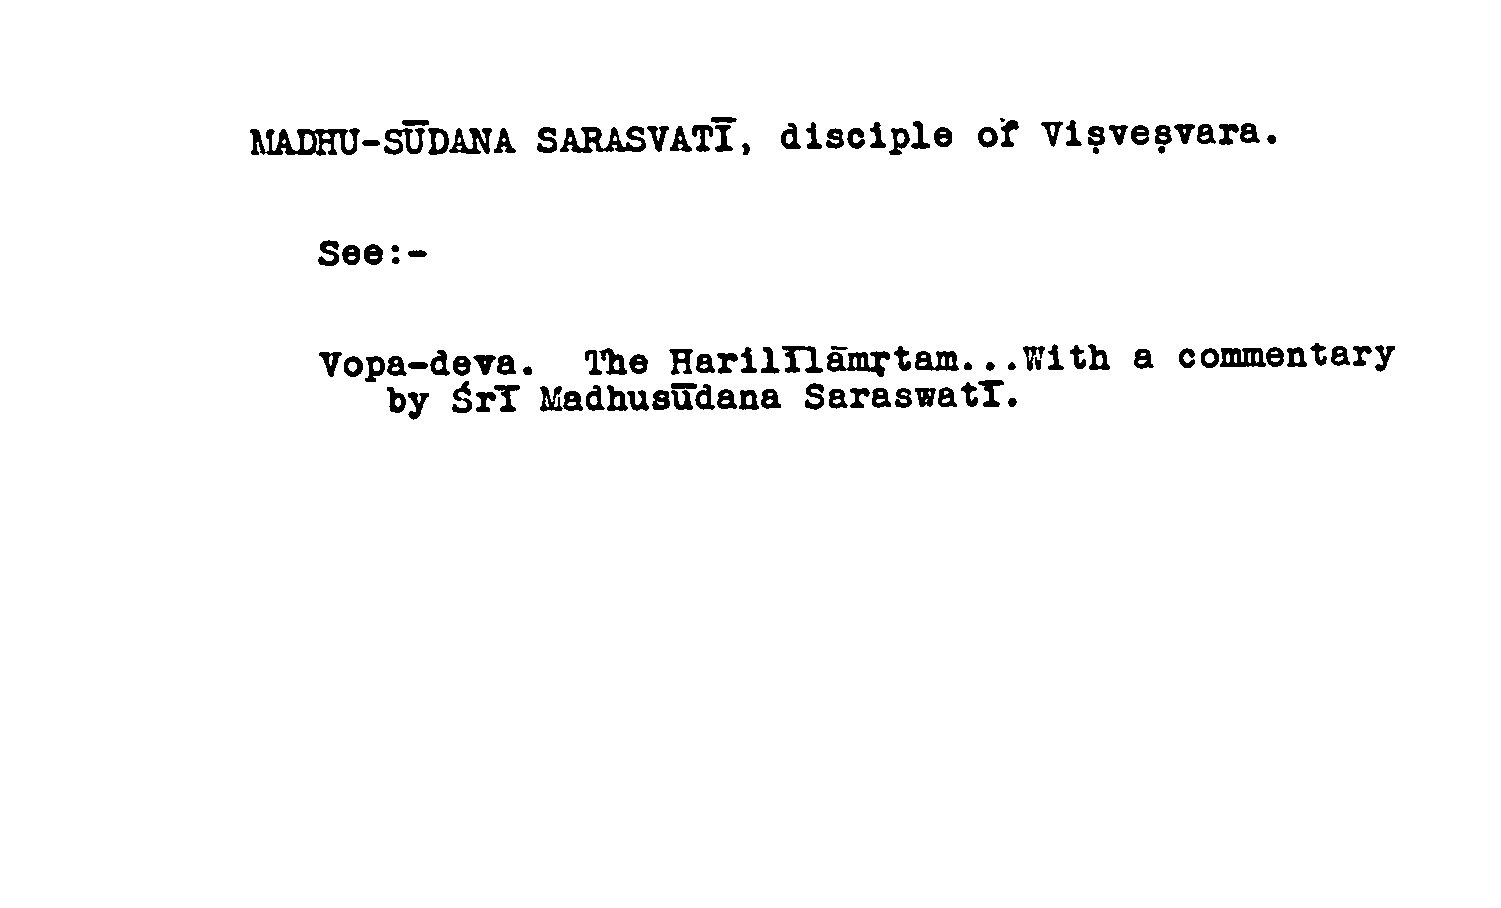 MADHU-SŪDANA SARASVATĪ, disciple of Viṣveṣvara.
See:-
Vopa-deva. The Harilīlāmṛtam...With a commentary
by Śrī Madhusūdana Saraswatī.